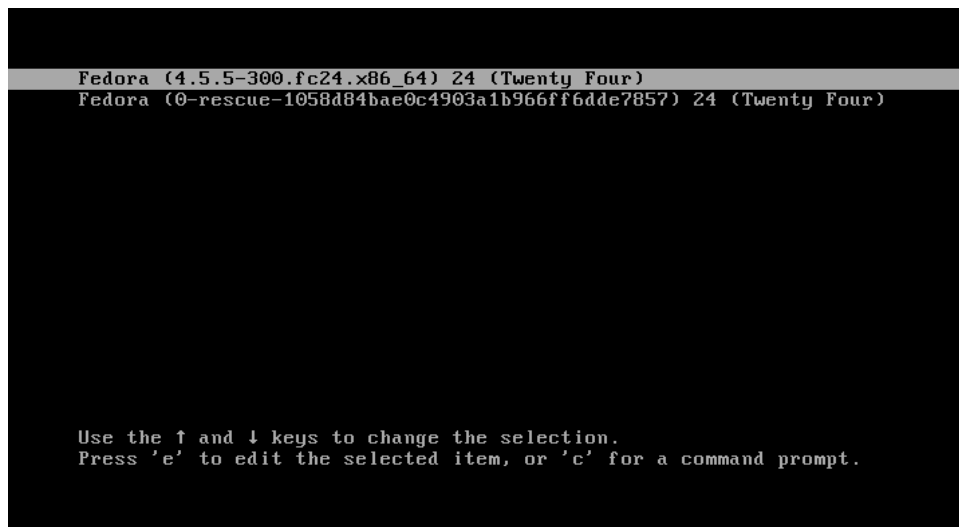 Fedora (4.5.5-300.fc24.x86_64) 24 (Twenty Four)
Fedora (0-rescue-1058d84bae0c4903a1b966ff6dde7857) 24 (Twenty Four)
Use the ↑ and ↓ keys to change the selection.
Press 'e' to edit the selected item, or 'c' for a command prompt.